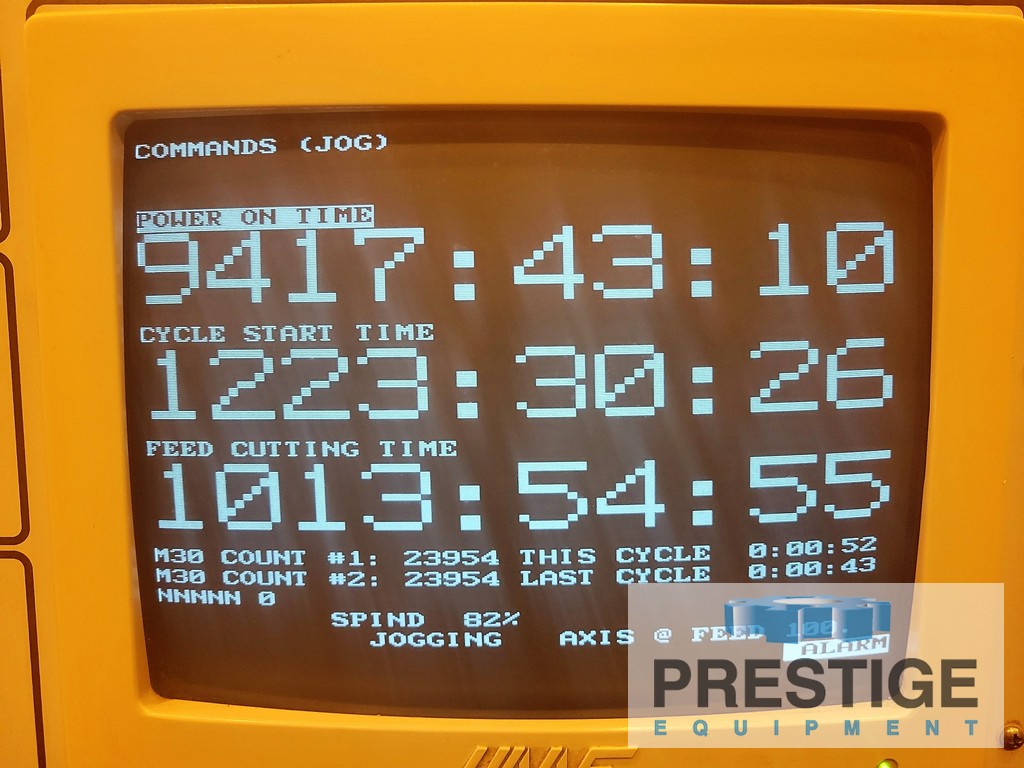 COMMANDS (JOG)
POWER ON TIME
9417:43:10
CYCLE START TIME
1223:30:26
FEED CUTTING TIME
1013:54:55
M30 COUNT #1: 23954 THIS CYCLE 0:00:52
M30 COUNT #2: 23954 LAST CYCLE 0:00:43
NNNNN 0
SPIND 82%
JOGGING AXIS @ FEED 100.
ALARM
PRESTIGE
EQUIPMENT